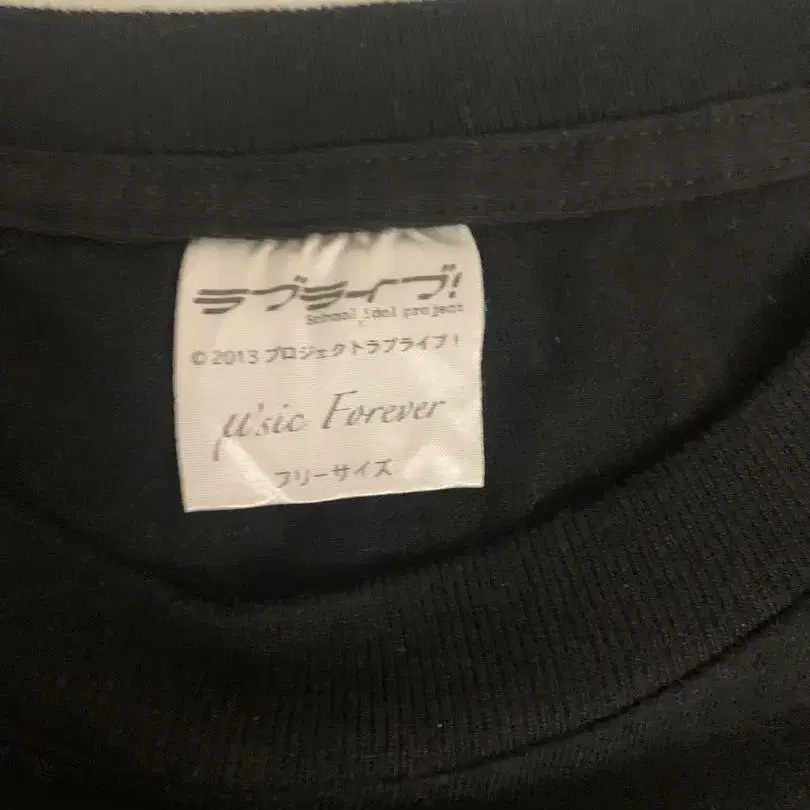 ラブライブ!
School idol project
©2013 プロジェクトラブライブ!
μ'sic Forever
フリーサイズ